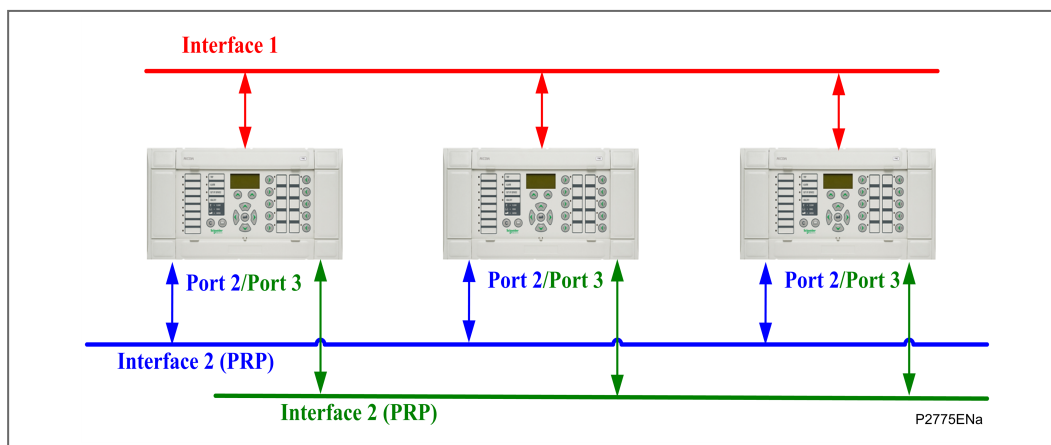 Interface 1
Port 2/Port 3
Port 2/Port 3
Port 2/Port 3
Interface 2 (PRP)
Interface 2 (PRP)
P2775ENa